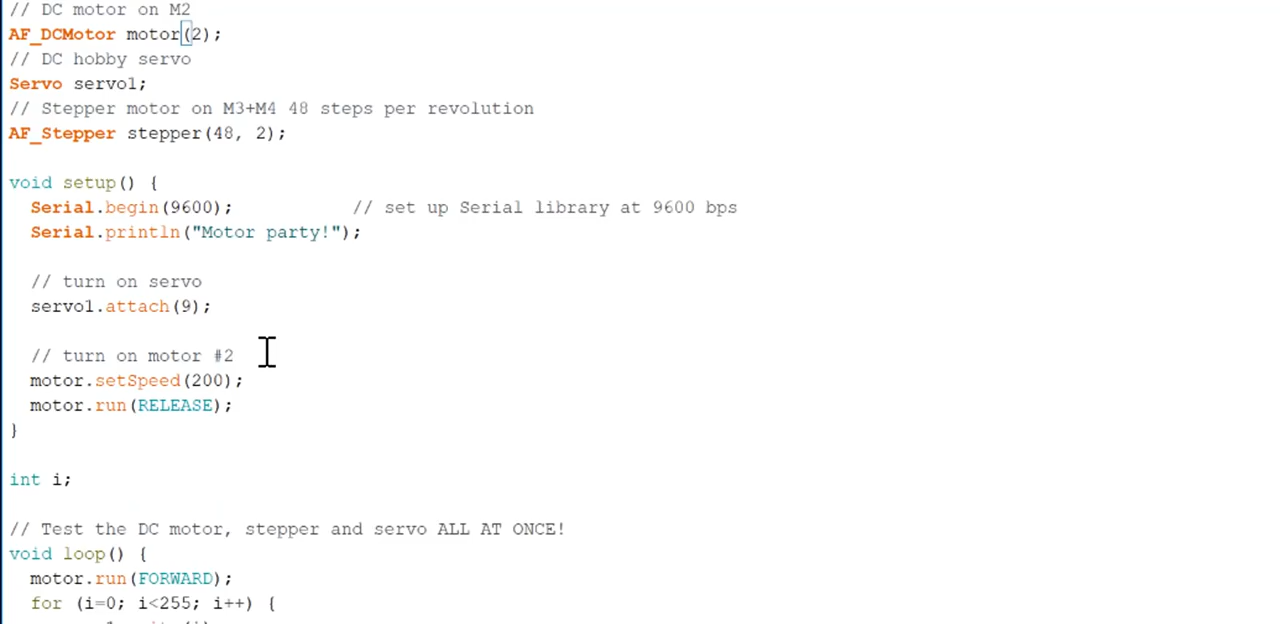 // DC motor on M2
AF_DCMotor motor(2);
// DC hobby servo
Servo servo1;
// Stepper motor on M3+M4 48 steps per revolution
AF_Stepper stepper(48, 2);
void setup() {
Serial.begin(9600); // set up Serial library at 9600 bps
Serial.println("Motor party!");
// turn on servo
servo1.attach(9);
// turn on motor #2
motor.setSpeed(200);
motor.run(RELEASE);
}
int i;
// Test the DC motor, stepper and servo ALL AT ONCE!
void loop() {
motor.run(FORWARD);
for (i=0; i<255; i++) {